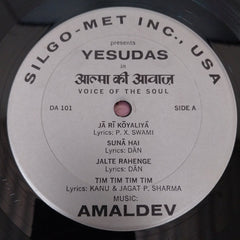 SILGO-MET INC., USA
presents
YESUDAS
in
आत्मा की आवाज़
VOICE OF THE SOUL
DA 101
SIDE A
JĀ RĪ KŌYALIYĀ
Lyrics: P. X. SWAMI
SUNĀ HAI
Lyrics: DĀN
JALTE RAHENGE
Lyrics: DĀN
TIM TIM TIM TIM
Lyrics: KANU & JAGAT P. SHARMA
MUSIC:
AMALDEV